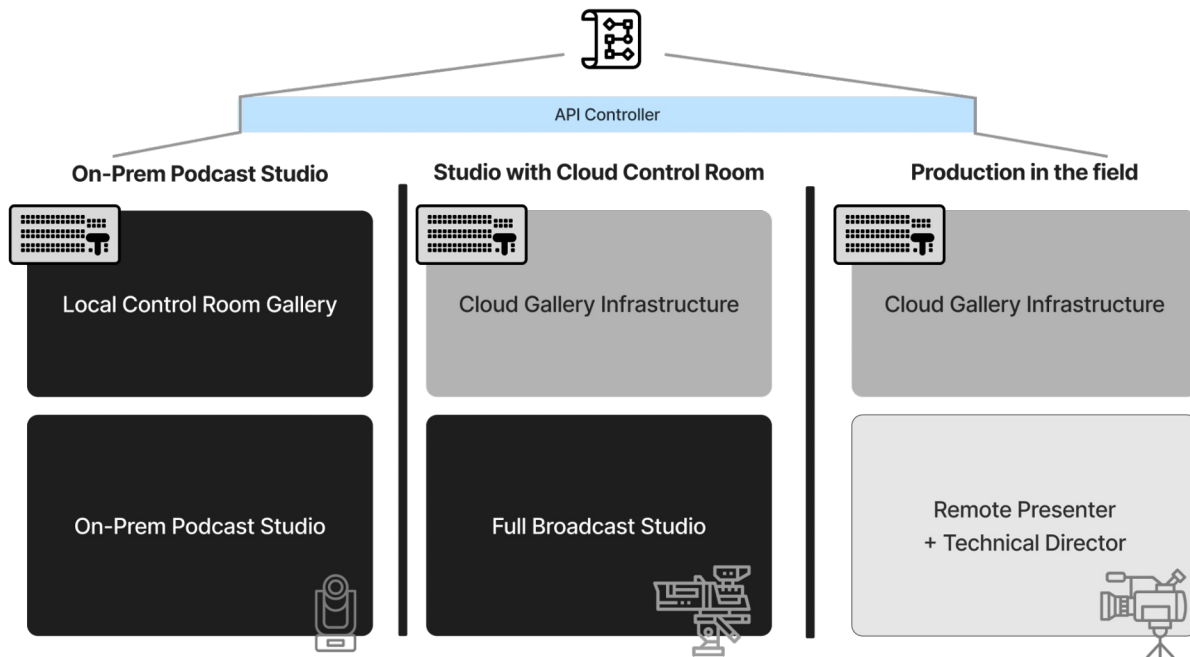 API Controller
On-Prem Podcast Studio
Studio with Cloud Control Room
Production in the field
Local Control Room Gallery
Cloud Gallery Infrastructure
Cloud Gallery Infrastructure
On-Prem Podcast Studio
Full Broadcast Studio
Remote Presenter
+ Technical Director